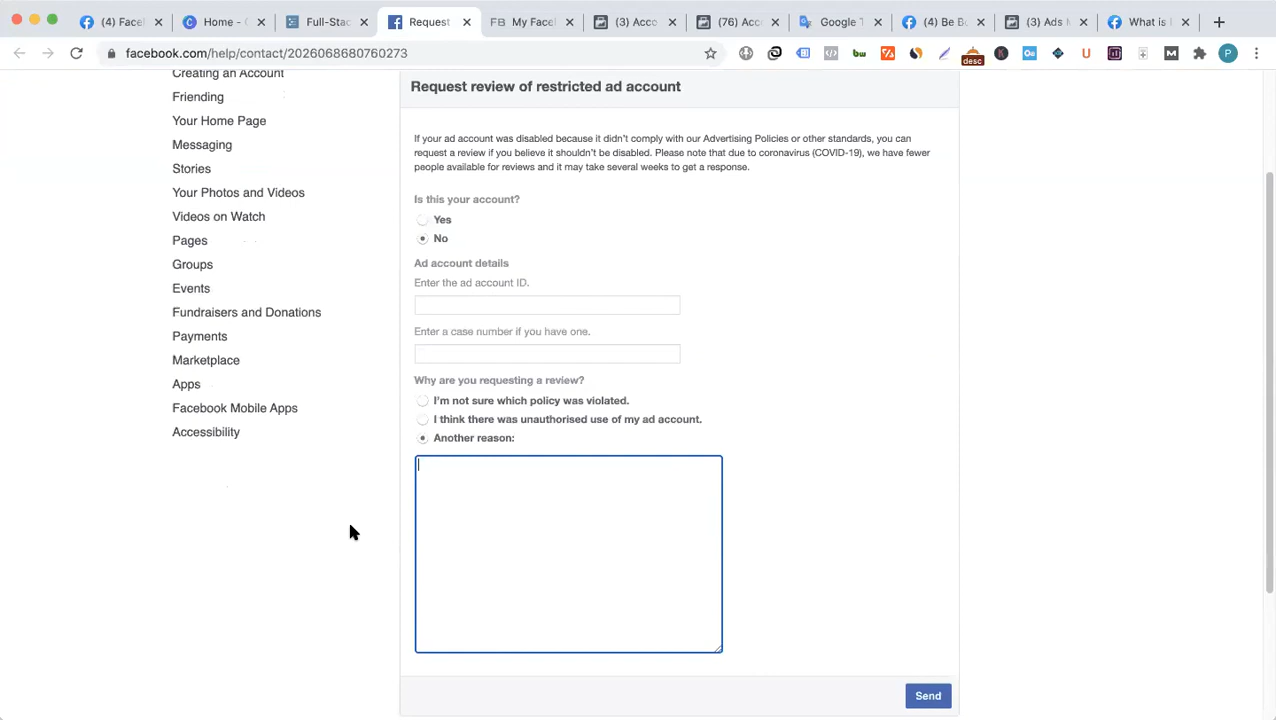 (4) Face
Home - C
Full-Stac
Request
FB My Facel
(3) Acco
(76) Acc
Google T
(4) Be Bu
(3) Ads M
What is
facebook.com/help/contact/2026068680760273
desc
P
Creating an Account
Friending
Your Home Page
Messaging
Stories
Your Photos and Videos
Videos on Watch
Pages
Groups
Events
Fundraisers and Donations
Payments
Marketplace
Apps
Facebook Mobile Apps
Accessibility
Request review of restricted ad account
If your ad account was disabled because it didn't comply with our Advertising Policies or other standards, you can
request a review if you believe it shouldn't be disabled. Please note that due to coronavirus (COVID-19), we have fewer
people available for reviews and it may take several weeks to get a response.
Is this your account?
Yes
No
Ad account details
Enter the ad account ID.
Enter a case number if you have one.
Why are you requesting a review?
I'm not sure which policy was violated.
I think there was unauthorised use of my ad account.
Another reason:
Send